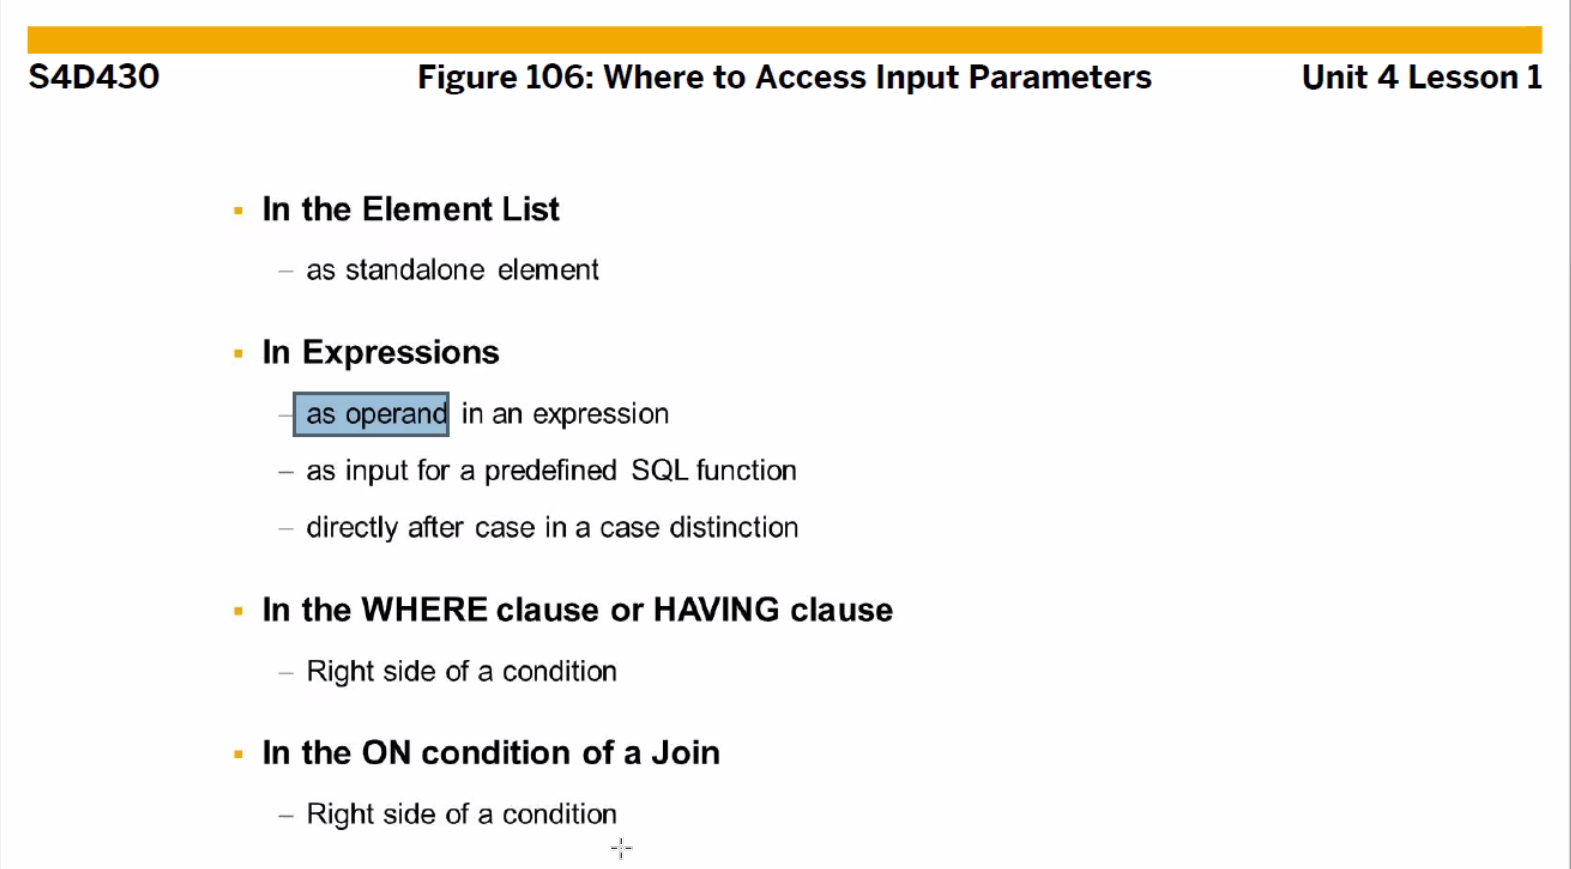 S4D430 Figure 106: Where to Access Input Parameters Unit 4 Lesson 1
In the Element List
– as standalone element
In Expressions
– as operand in an expression
– as input for a predefined SQL function
– directly after case in a case distinction
In the WHERE clause or HAVING clause
– Right side of a condition
In the ON condition of a Join
– Right side of a condition